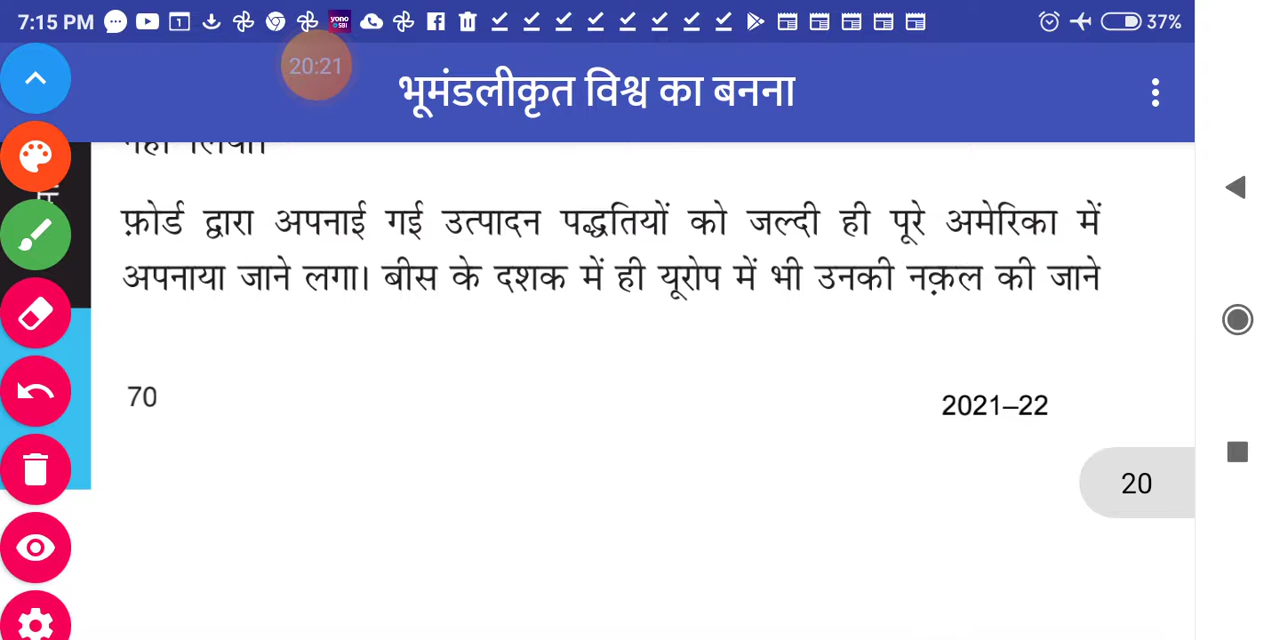 7:15 PM
37%
20:21
भूमंडलीकृत विश्व का बनना
फ़ोर्ड द्वारा अपनाई गई उत्पादन पद्धतियों को जल्दी ही पूरे अमेरिका में
अपनाया जाने लगा। बीस के दशक में ही यूरोप में भी उनकी नक़ल की जाने
70
2021–22
20